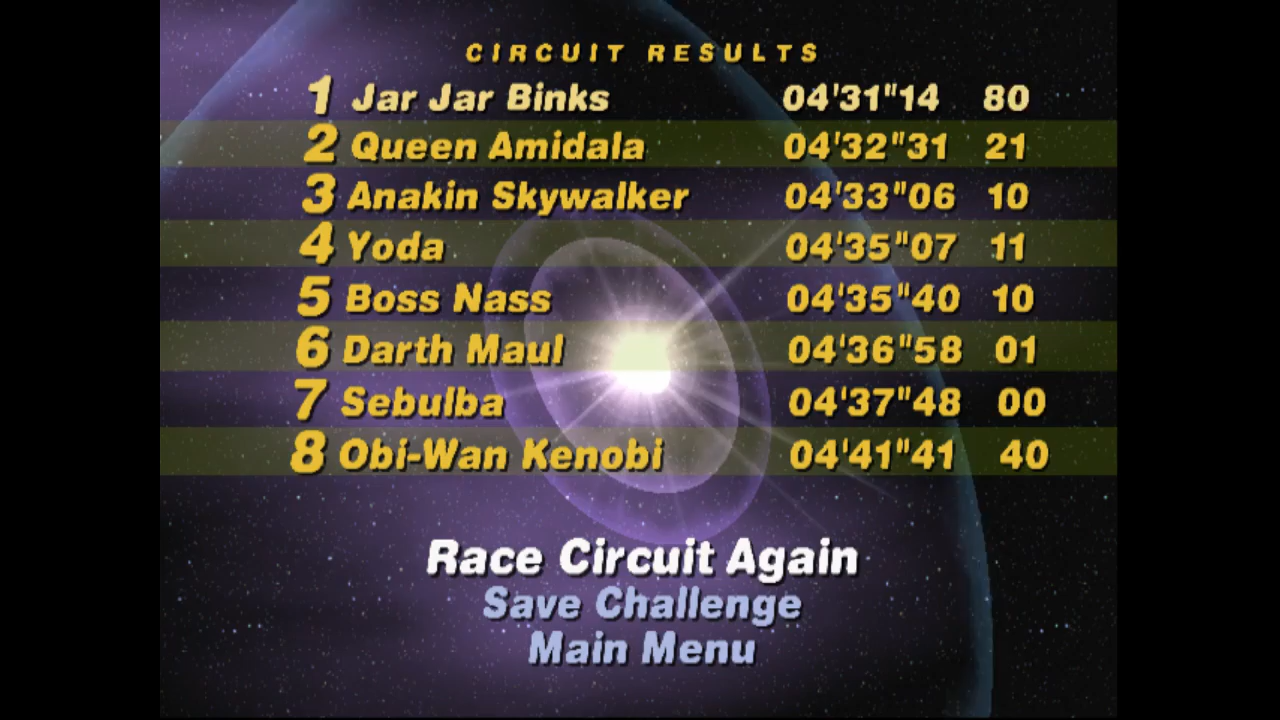 CIRCUIT RESULTS
1 Jar Jar Binks 04'31"14 80
2 Queen Amidala 04'32"31 21
3 Anakin Skywalker 04'33"06 10
4 Yoda 04'35"07 11
5 Boss Nass 04'35"40 10
6 Darth Maul 04'36"58 01
7 Sebulba 04'37"48 00
8 Obi-Wan Kenobi 04'41"41 40
Race Circuit Again
Save Challenge
Main Menu